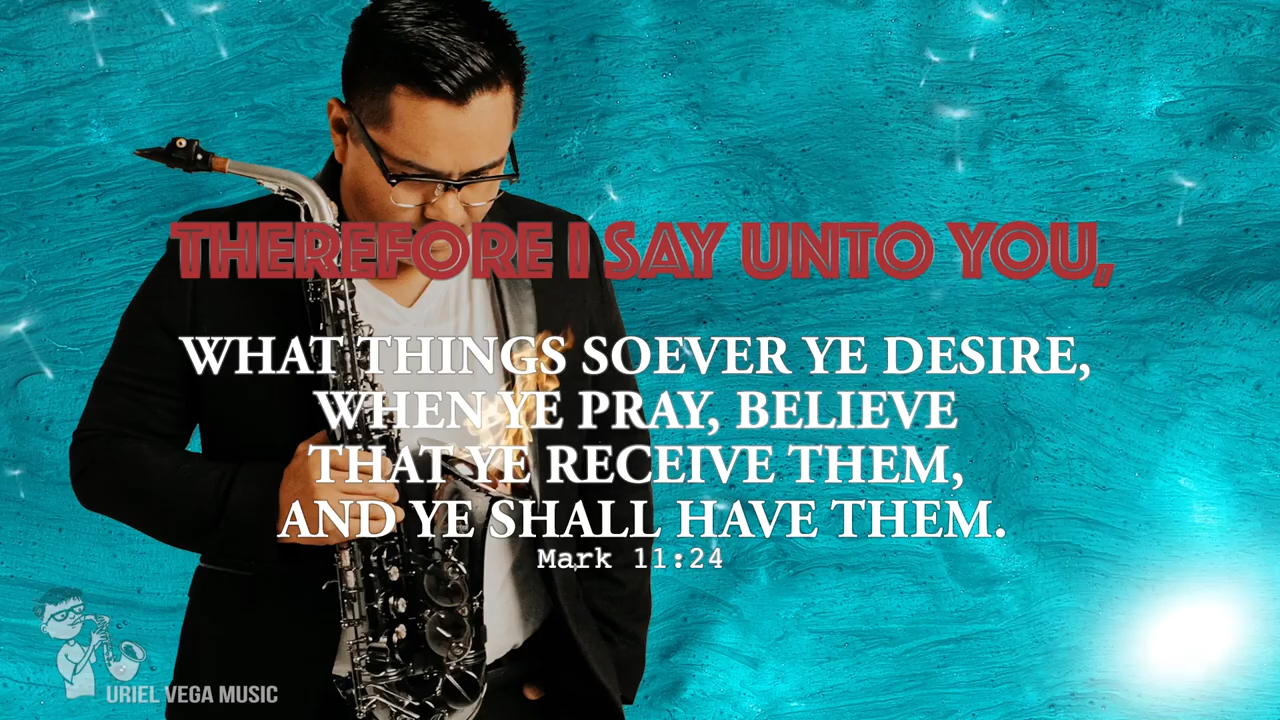 THEREFORE I SAY UNTO YOU,
WHAT THINGS SOEVER YE DESIRE,
WHEN YE PRAY, BELIEVE
THAT YE RECEIVE THEM,
AND YE SHALL HAVE THEM.
Mark 11:24
URIEL VEGA MUSIC